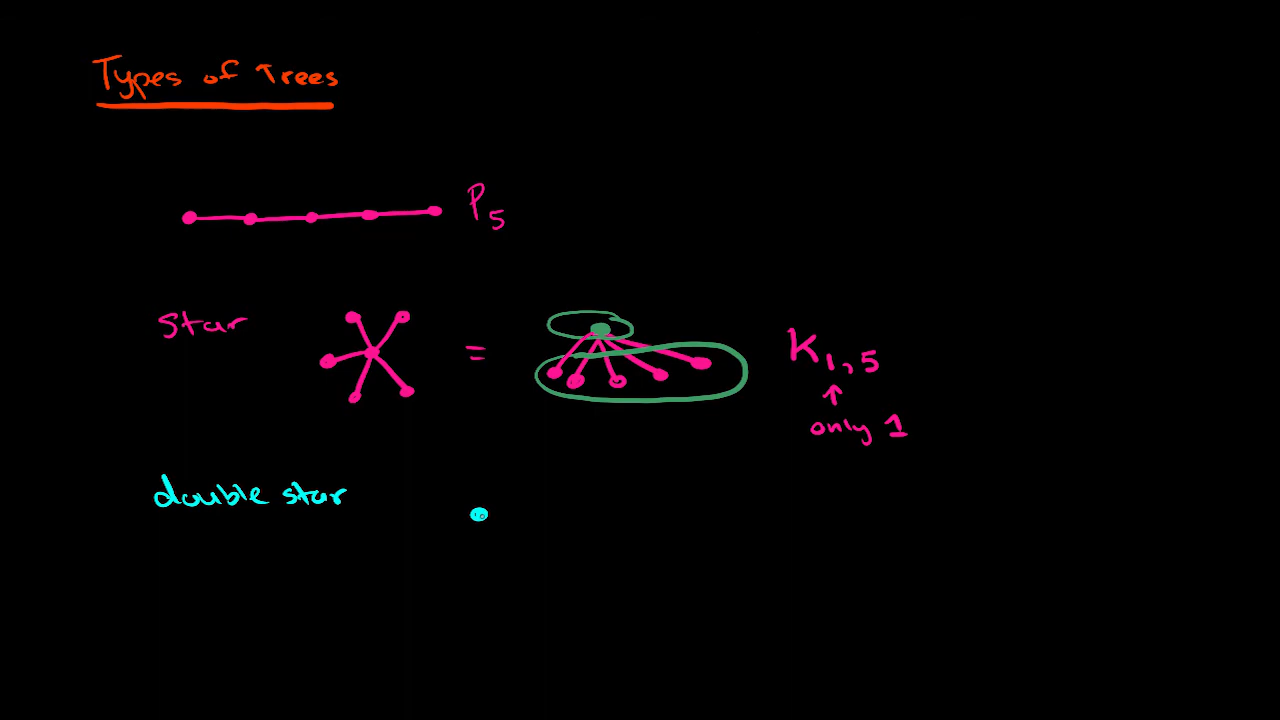 Types of Trees
P5
Star
=
K1,5
only 1
double star